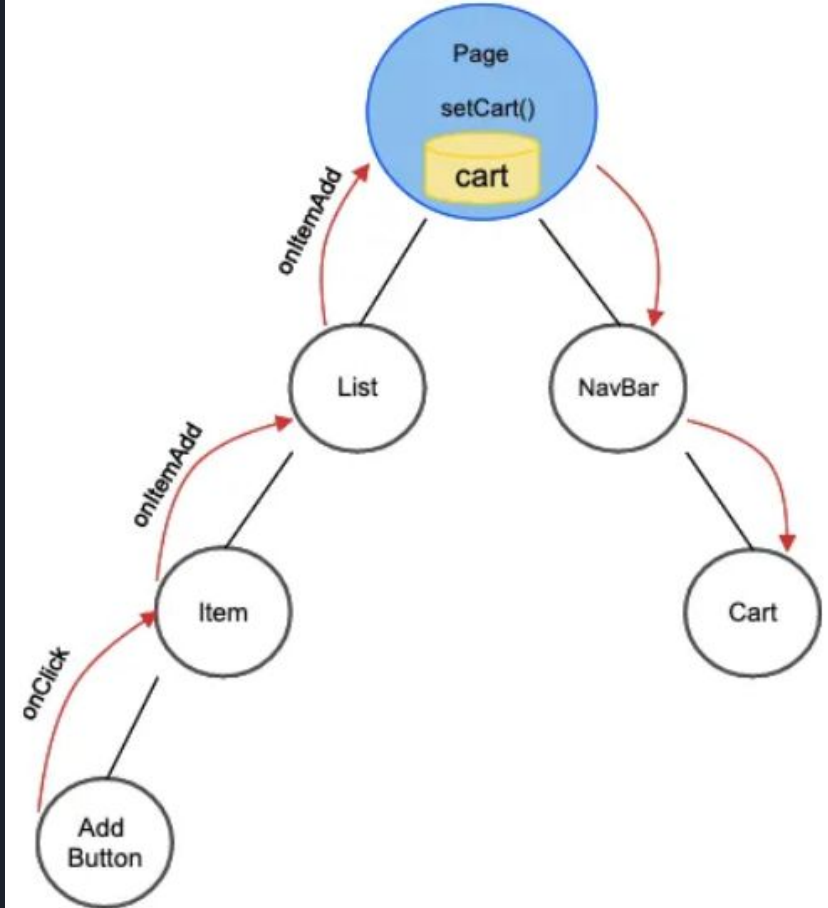 Page
setCart()
cart
onItemAdd
List
NavBar
onItemAdd
Item
Cart
onClick
Add
Button